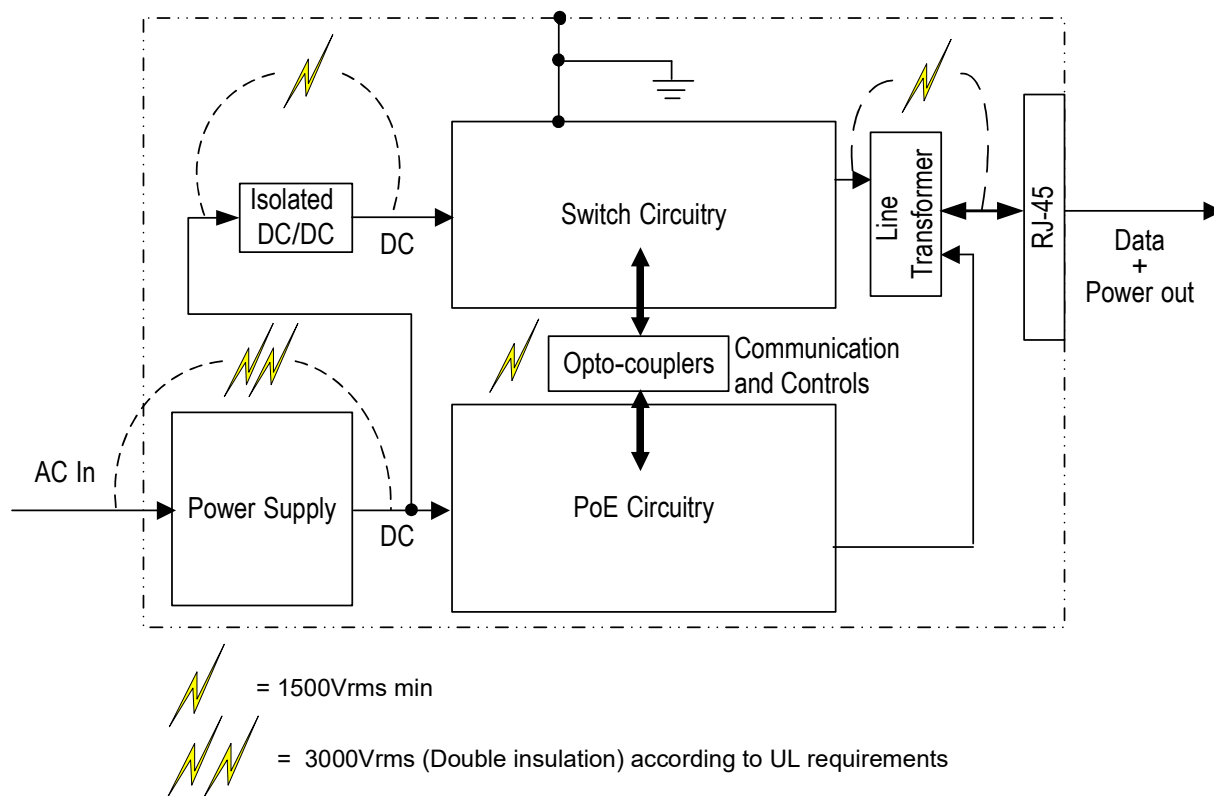 Isolated
DC/DC
DC
Switch Circuitry
Line
Transformer
RJ-45
Data
+
Power out
Opto-couplers
Communication
and Controls
AC In
Power Supply
DC
PoE Circuitry
= 1500Vrms min
= 3000Vrms (Double insulation) according to UL requirements